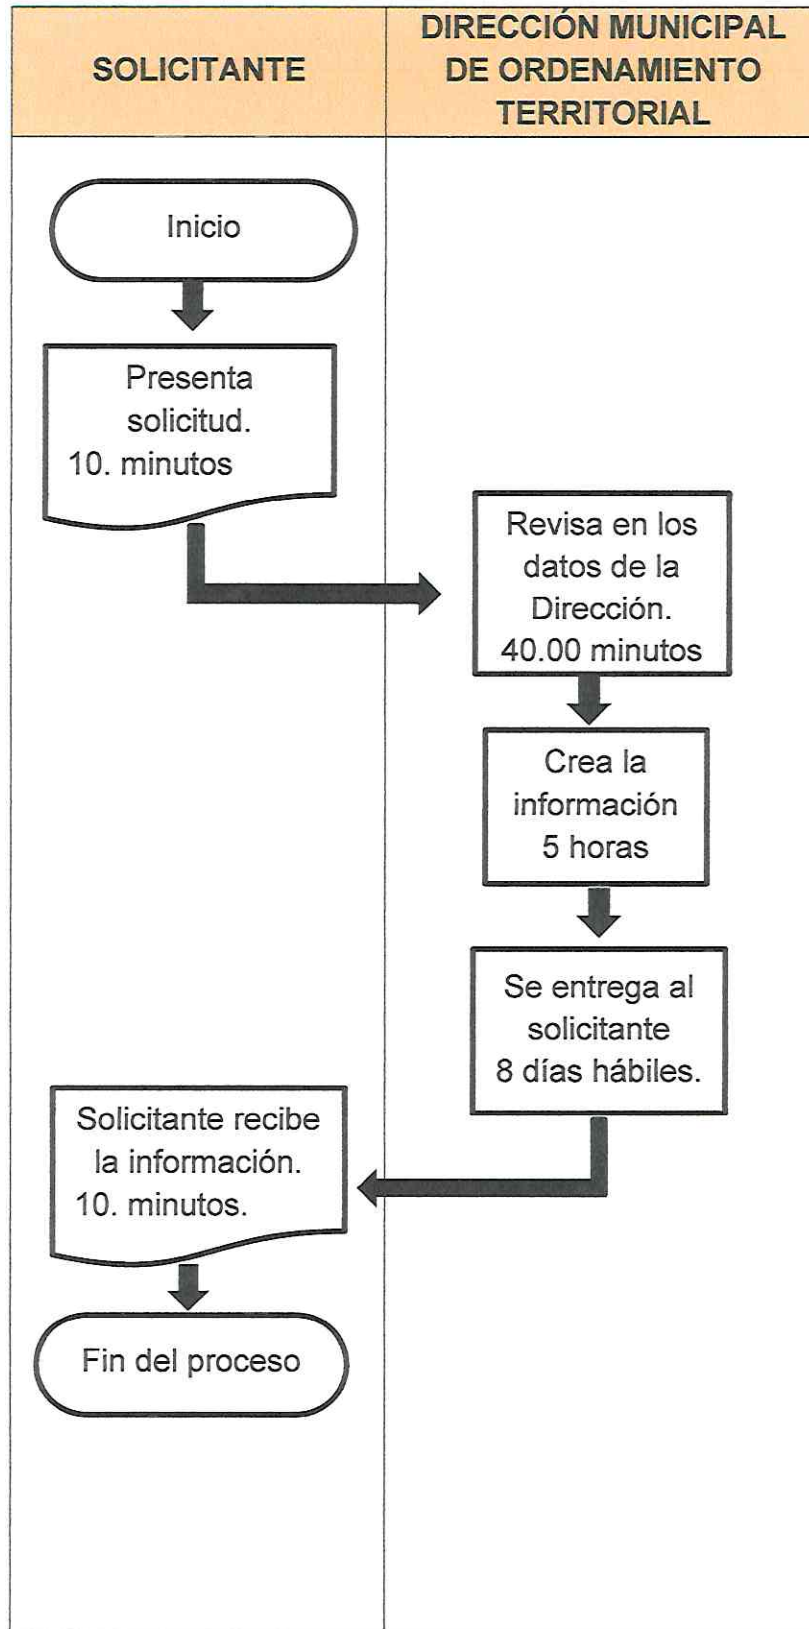 SOLICITANTE
DIRECCIÓN MUNICIPAL
DE ORDENAMIENTO
TERRITORIAL
Inicio
Presenta
solicitud.
10. minutos
Revisa en los
datos de la
Dirección.
40.00 minutos
Crea la
información
5 horas
Se entrega al
solicitante
8 días hábiles.
Solicitante recibe
la información.
10. minutos.
Fin del proceso